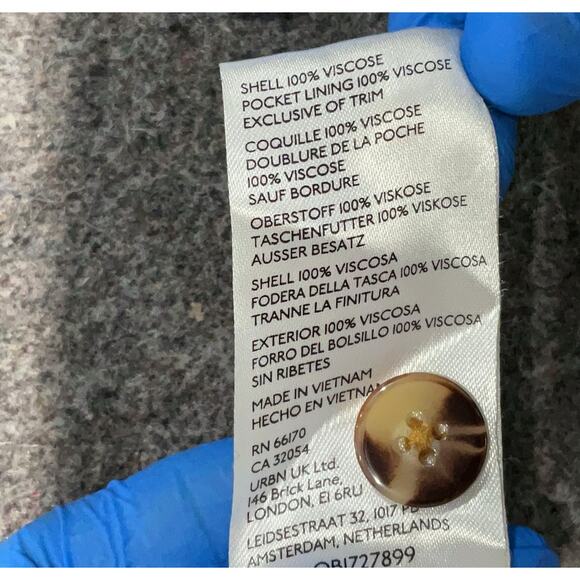 SHELL 100% VISCOSE
POCKET LINING 100% VISCOSE
EXCLUSIVE OF TRIM
COQUILLE 100% VISCOSE
DOUBLURE DE LA POCHE
100% VISCOSE
SAUF BORDURE
OBERSTOFF 100% VISKOSE
TASCHENFUTTER 100% VISKOSE
AUSSER BESATZ
SHELL 100% VISCOSA
FODERA DELLA TASCA 100% VISCOSA
TRANNE LA FINITURA
EXTERIOR 100% VISCOSA
FORRO DEL BOLSILLO 100% VISCOSA
SIN RIBETES
MADE IN VIETNAM
HECHO EN VIETNAM
RN 66170
CA 32054
URBN UK Ltd.
146 Brick Lane,
LONDON, E1 6RU
LEIDSESTRAAT 32, 1017
AMSTERDAM, NETHERLANDS